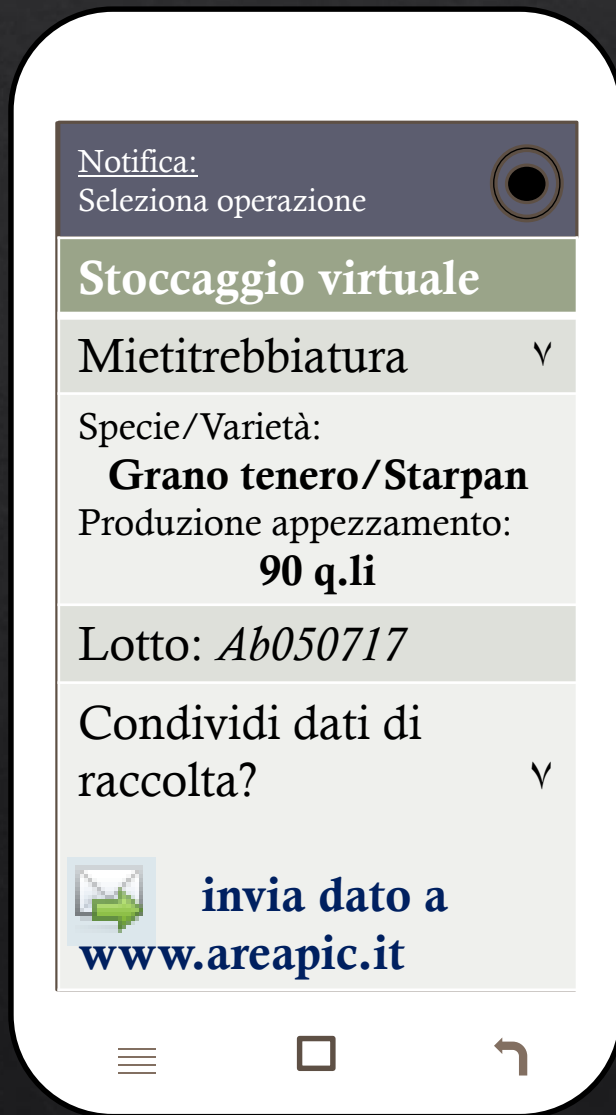 Notifica:
Seleziona operazione
Stoccaggio virtuale
Mietitrebbiatura ˅
Specie/Varietà:
Grano tenero/Starpan
Produzione appezzamento:
90 q.li
Lotto: Ab050717
Condividi dati di
raccolta? ˅
invia dato a
www.areapic.it